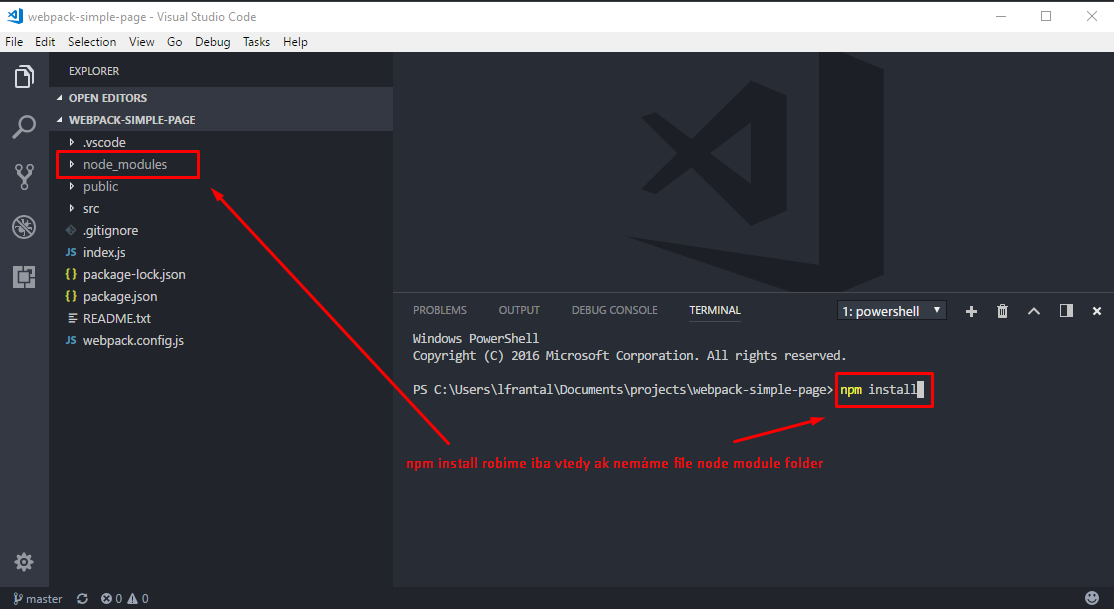 webpack-simple-page - Visual Studio Code
File Edit Selection View Go Debug Tasks Help
EXPLORER
OPEN EDITORS
WEBPACK-SIMPLE-PAGE
.vscode
node_modules
public
src
.gitignore
JS index.js
{} package-lock.json
{} package.json
README.txt
JS webpack.config.js
PROBLEMS OUTPUT DEBUG CONSOLE TERMINAL 1: powershell
Windows PowerShell
Copyright (C) 2016 Microsoft Corporation. All rights reserved.
PS C:\Users\lfrantal\Documents\projects\webpack-simple-page> npm install
npm install robíme iba vtedy ak nemáme file node module folder
master 0 0